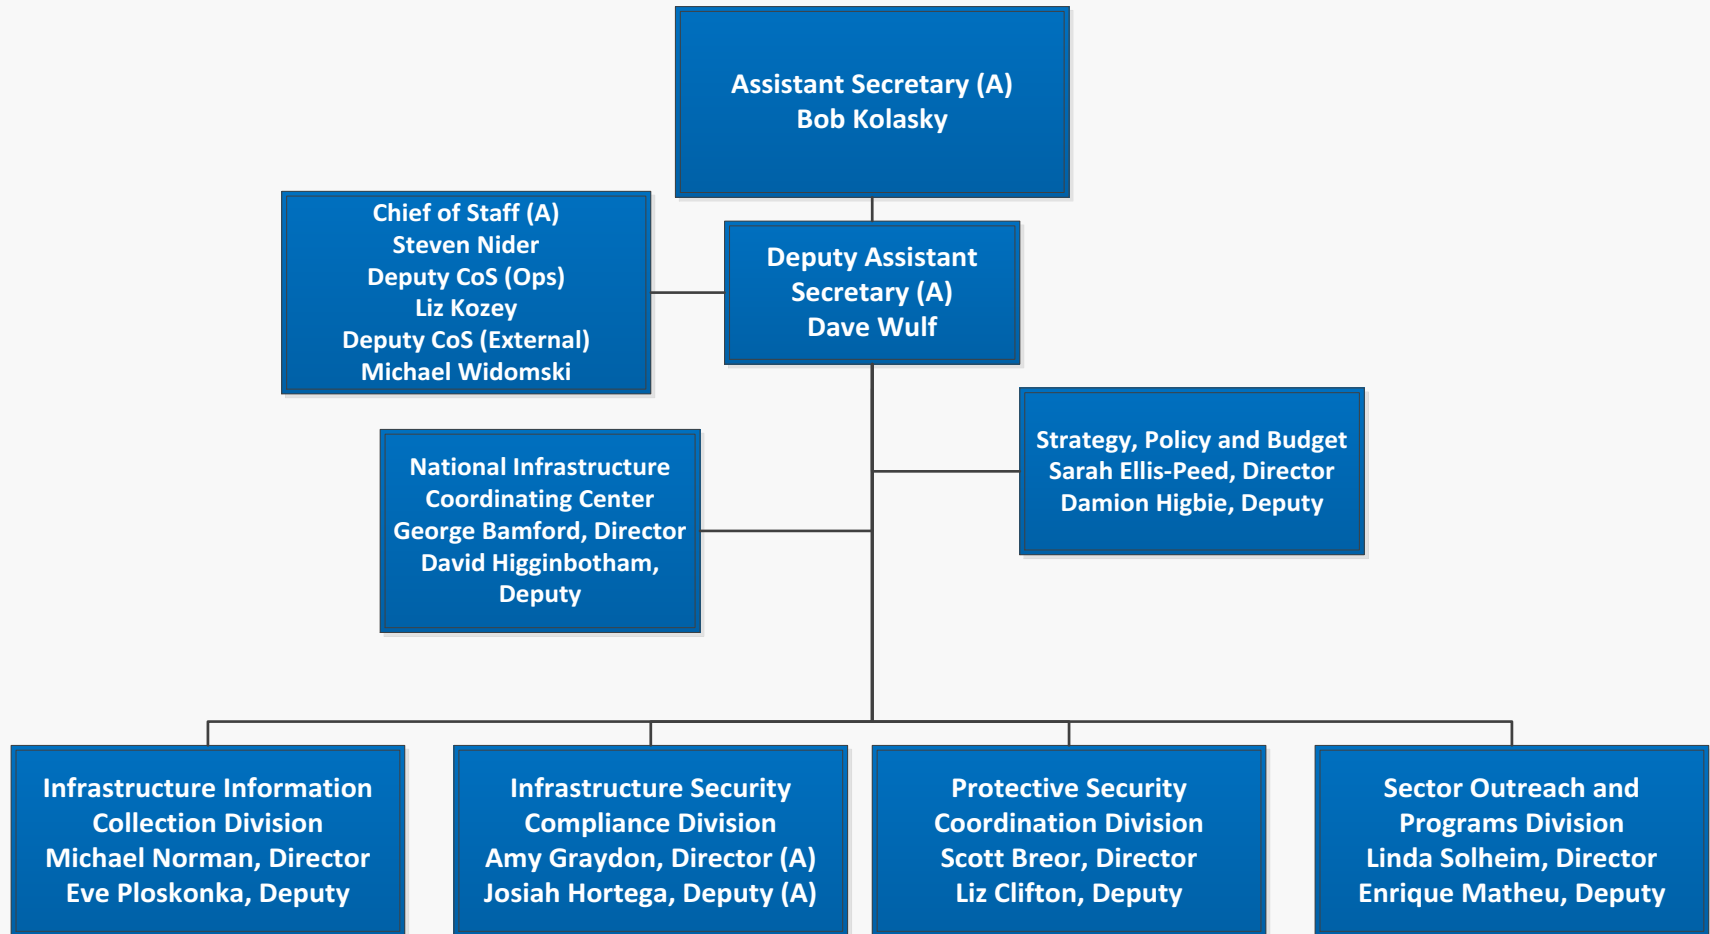 Assistant Secretary (A)
Bob Kolasky
Chief of Staff (A)
Steven Nider
Deputy CoS (Ops)
Liz Kozey
Deputy CoS (External)
Michael Widomski
Deputy Assistant
Secretary (A)
Dave Wulf
Strategy, Policy and Budget
Sarah Ellis-Peed, Director
Damion Higbie, Deputy
National Infrastructure
Coordinating Center
George Bamford, Director
David Higginbotham,
Deputy
Infrastructure Information
Collection Division
Michael Norman, Director
Eve Ploskonka, Deputy
Infrastructure Security
Compliance Division
Amy Graydon, Director (A)
Josiah Hortega, Deputy (A)
Protective Security
Coordination Division
Scott Breor, Director
Liz Clifton, Deputy
Sector Outreach and
Programs Division
Linda Solheim, Director
Enrique Matheu, Deputy